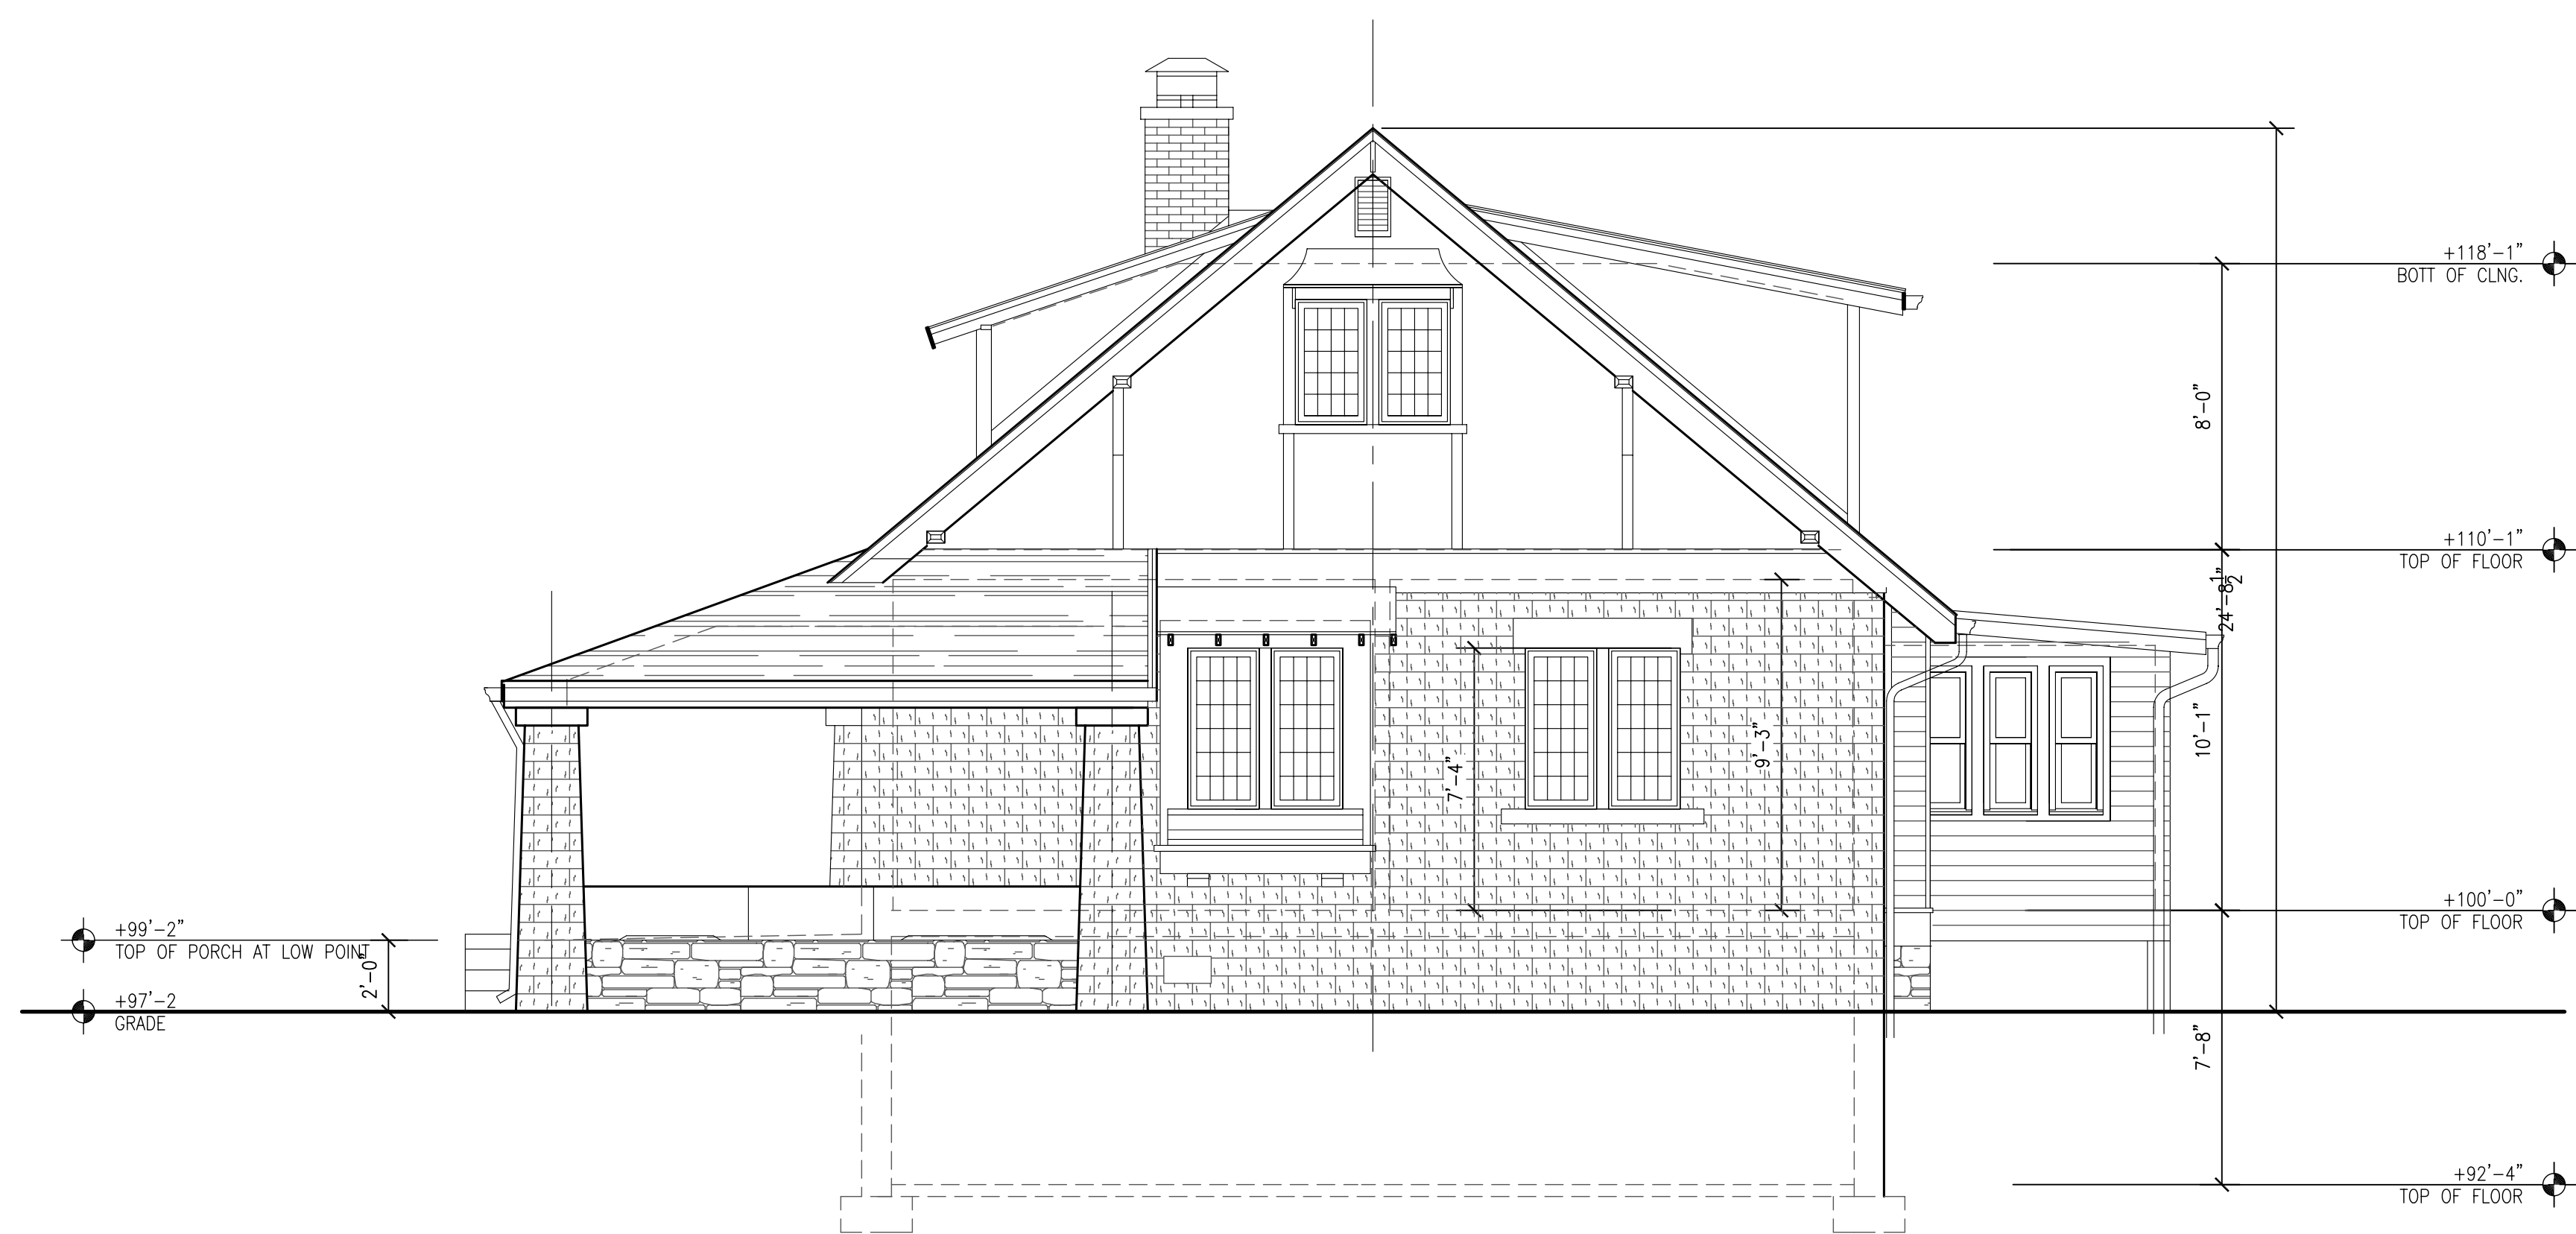 +118'-1"
BOTT OF CLNG.
8'-0"
+110'-1"
TOP OF FLOOR
24'-8 1/2"
10'-1"
9'-3"
7'-4"
+100'-0"
TOP OF FLOOR
+99'-2"
TOP OF PORCH AT LOW POINT
2'-0"
+97'-2
GRADE
7'-8"
+92'-4"
TOP OF FLOOR